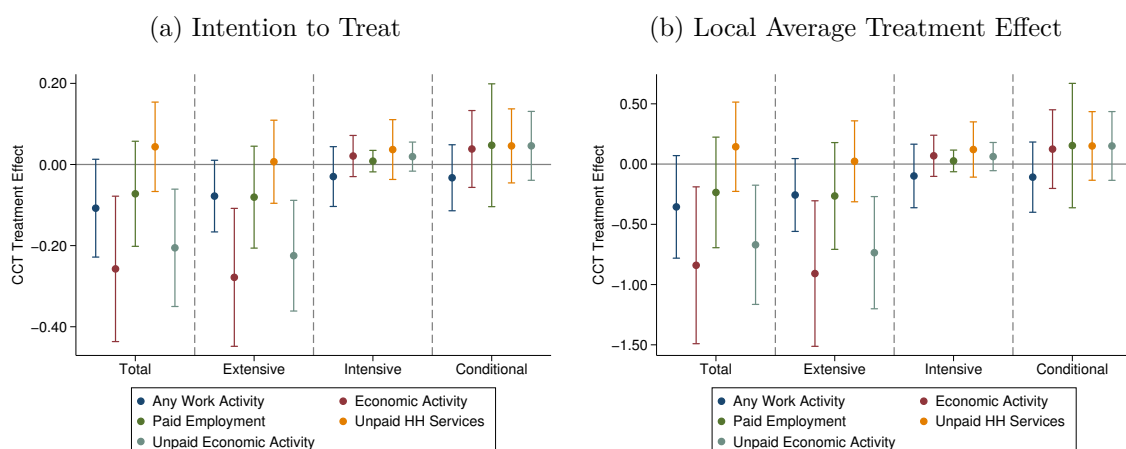 (a) Intention to Treat
CCT Treatment Effect
0.20
0.00
−0.20
−0.40
Total Extensive Intensive Conditional
Any Work Activity Economic Activity
Paid Employment Unpaid HH Services
Unpaid Economic Activity
(b) Local Average Treatment Effect
CCT Treatment Effect
0.50
0.00
−0.50
−1.00
−1.50
Total Extensive Intensive Conditional
Any Work Activity Economic Activity
Paid Employment Unpaid HH Services
Unpaid Economic Activity